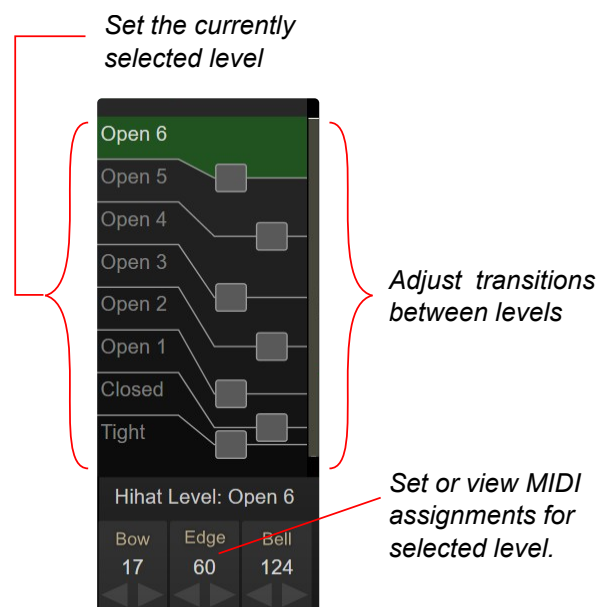 Set the currently
selected level
Open 6
Open 5
Open 4
Open 3
Open 2
Open 1
Closed
Tight
Adjust transitions
between levels
Hihat Level: Open 6
Bow Edge Bell
17 60 124
Set or view MIDI
assignments for
selected level.